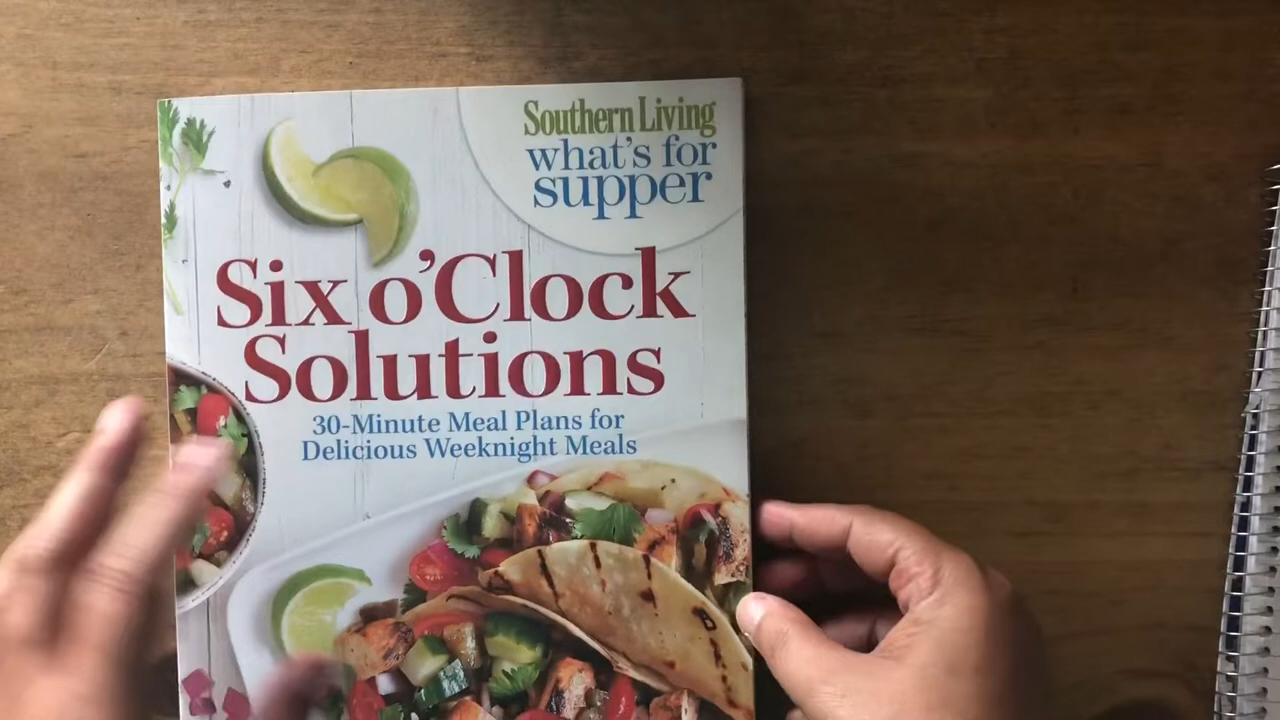 Southern Living
what's for
supper
Six o'Clock
Solutions
30-Minute Meal Plans for
Delicious Weeknight Meals